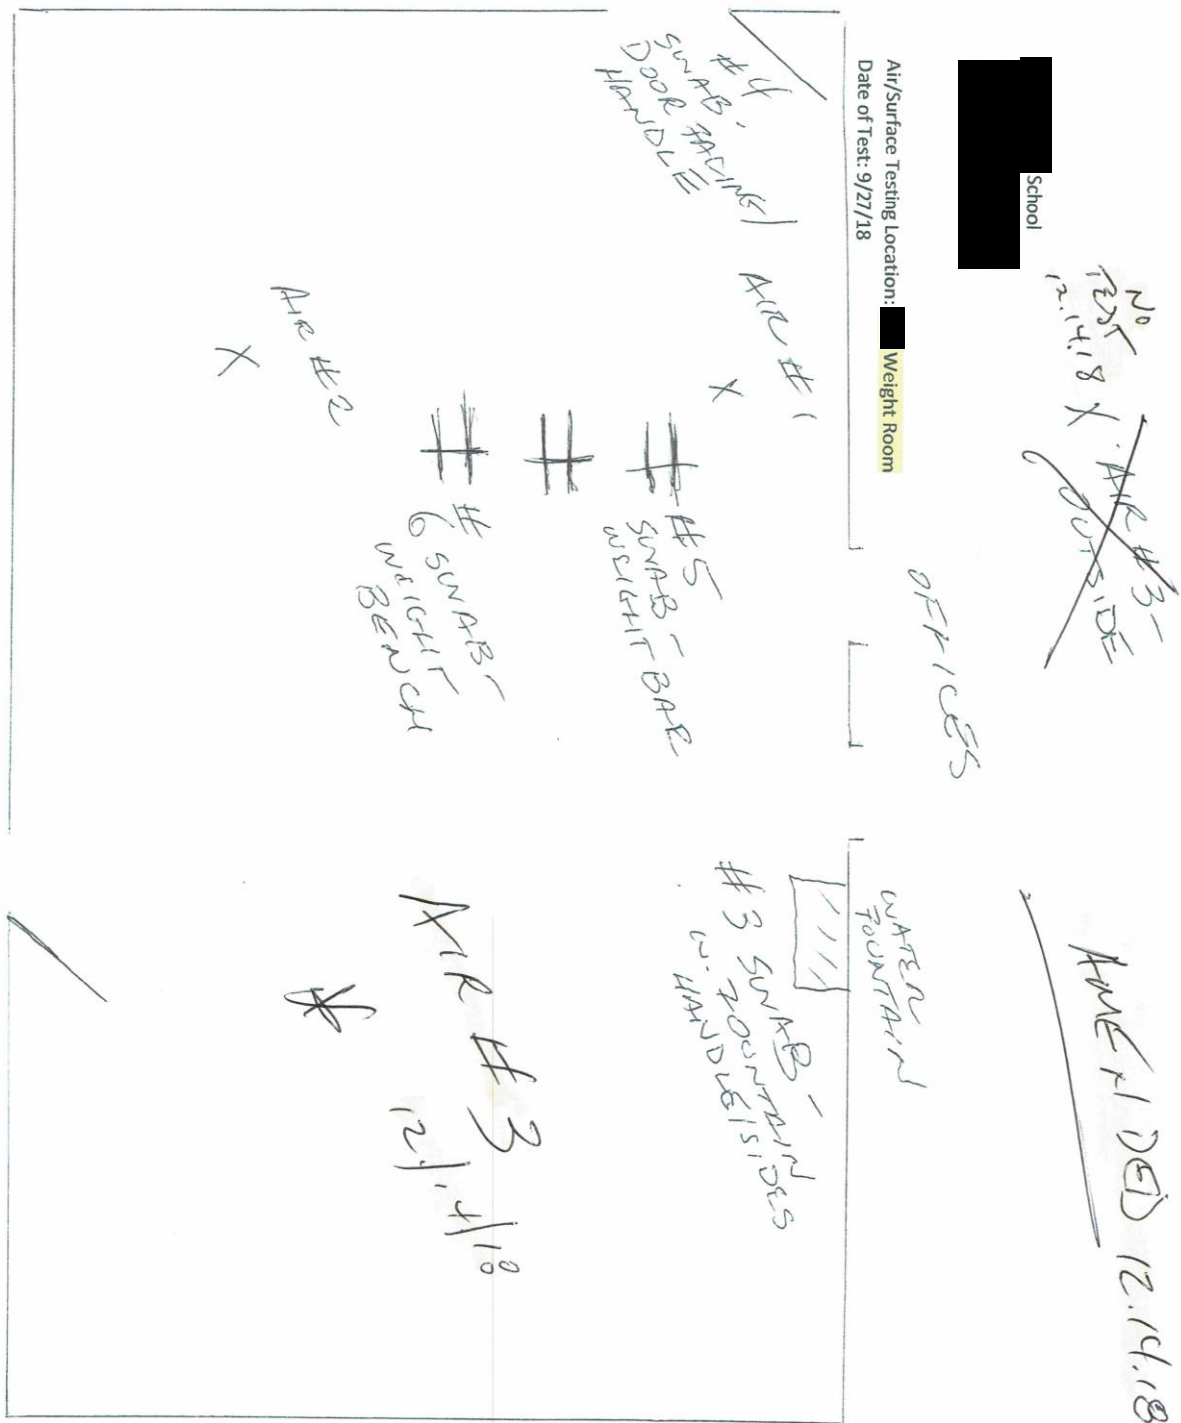 School
Air/Surface Testing Location: Weight Room
Date of Test: 9/27/18
NO
TEST
12.14.18 X
AIR #3-
OUTSIDE
AMENDED 12.14.18
OFFICES
WATER
FOUNTAIN
#4
SWAB-
DOOR FACING/
HANDLE
AIR #1
X
#5
SWAB-
WEIGHT BAR
#3 SWAB-
W. FOUNTAIN
HANDLE/SIDES
AIR #2
X
#
6 SWAB-
WEIGHT
BENCH
AIR #3
12/14/18